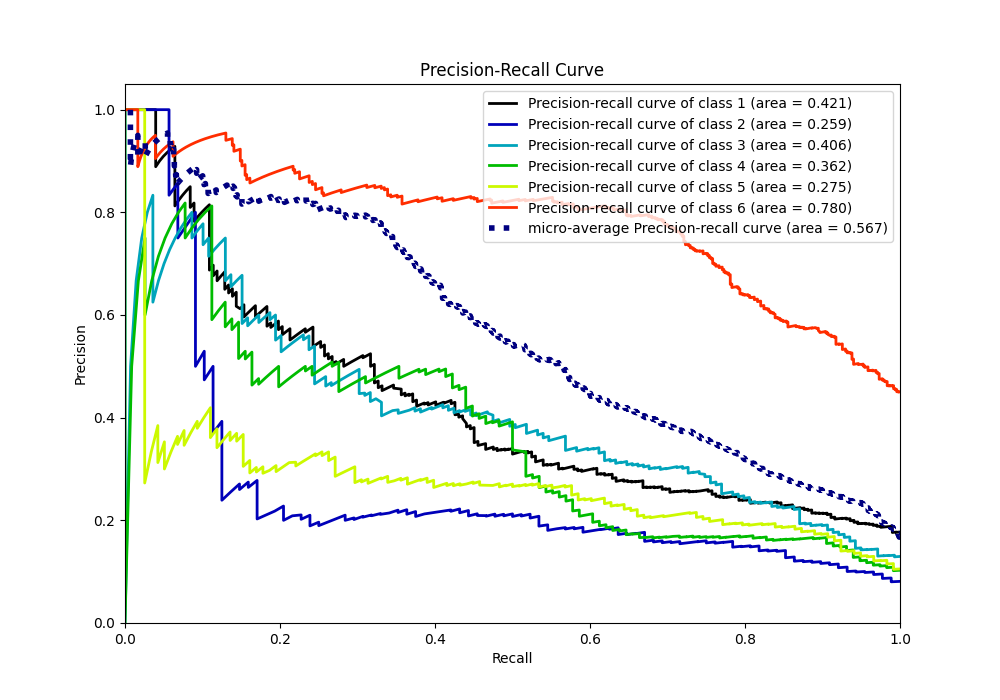 Precision-Recall Curve
Precision-recall curve of class 1 (area = 0.421)
Precision-recall curve of class 2 (area = 0.259)
Precision-recall curve of class 3 (area = 0.406)
Precision-recall curve of class 4 (area = 0.362)
Precision-recall curve of class 5 (area = 0.275)
Precision-recall curve of class 6 (area = 0.780)
micro-average Precision-recall curve (area = 0.567)
Precision
1.0
0.8
0.6
0.4
0.2
0.0
0.0 0.2 0.4 0.6 0.8 1.0
Recall